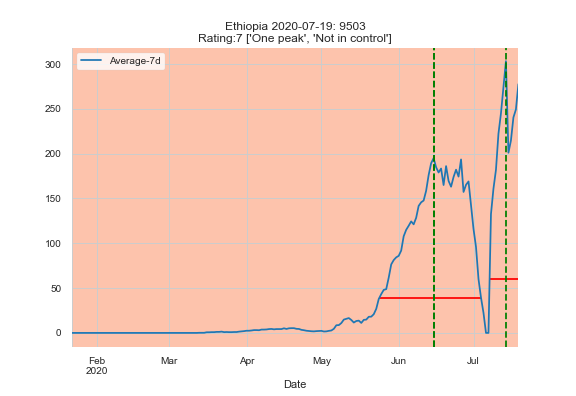 Ethiopia 2020-07-19: 9503
Rating:7 ['One peak', 'Not in control']
Average-7d
300
250
200
150
100
50
0
Feb
2020
Mar
Apr
May
Jun
Jul
Date